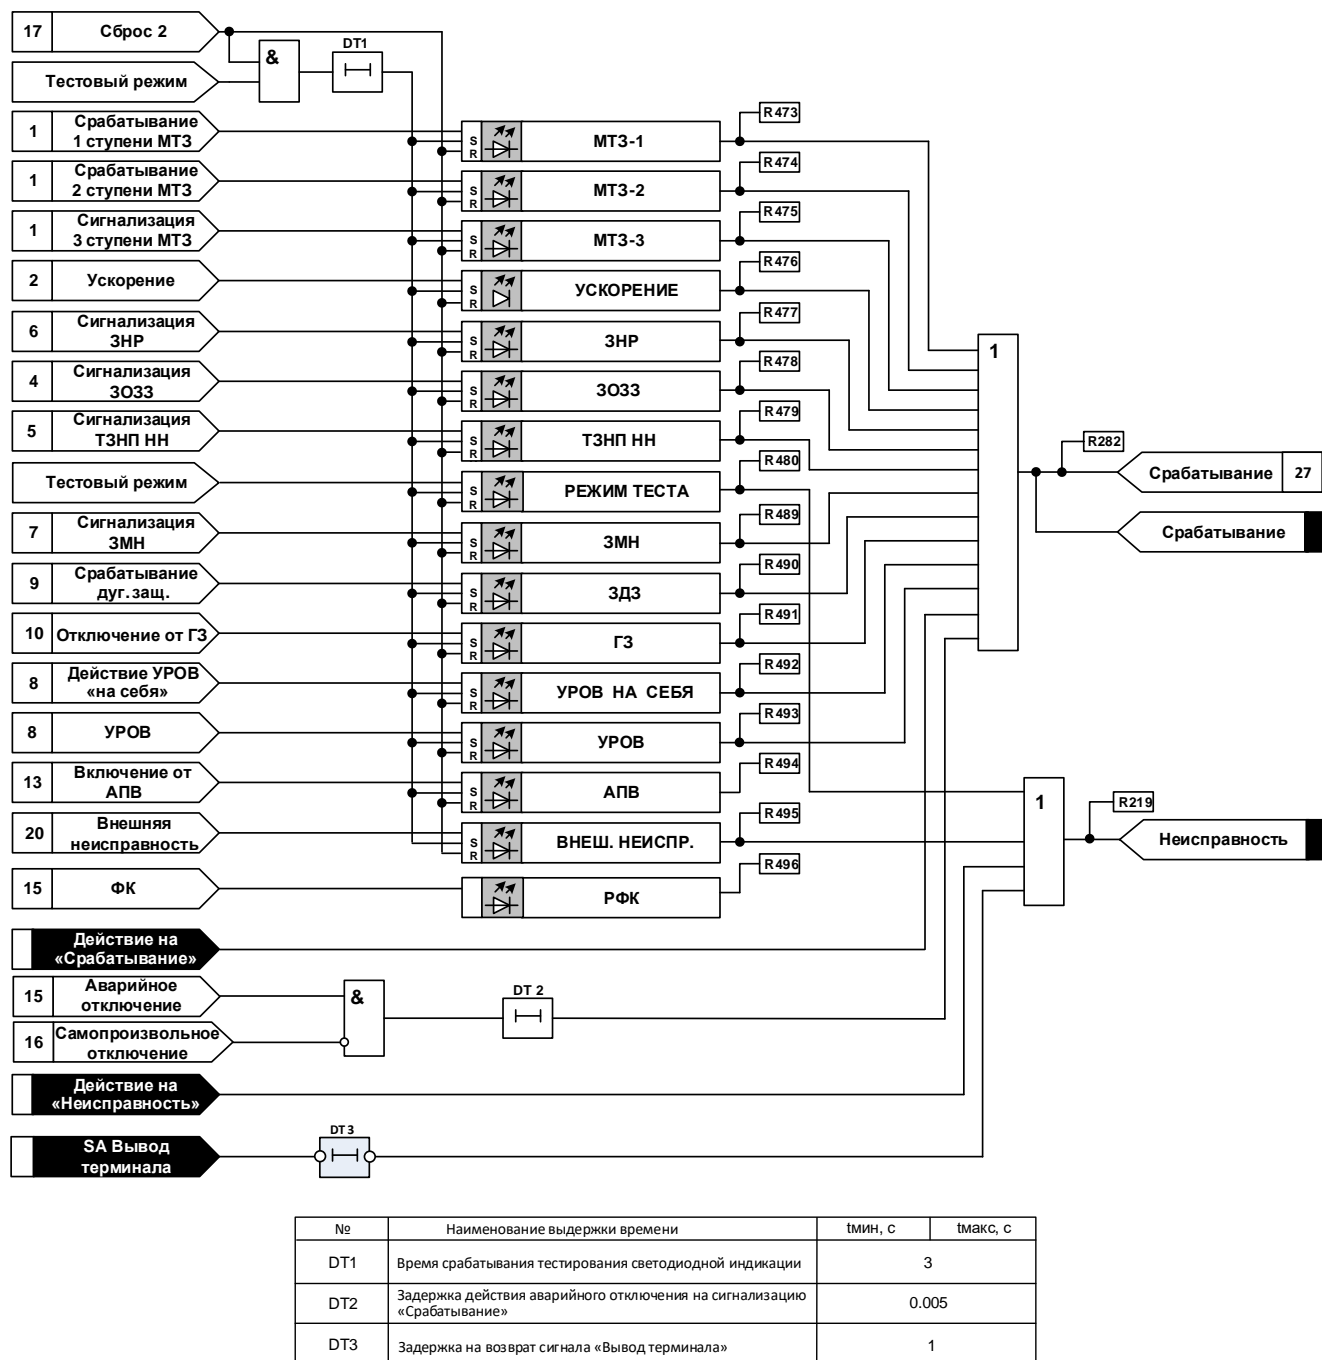 17 Сброс 2
Тестовый режим
&
DT1
1 Срабатывание
1 ступени МТЗ
S
R
МТЗ-1
R473
1 Срабатывание
2 ступени МТЗ
S
R
МТЗ-2
R474
1 Сигнализация
3 ступени МТЗ
S
R
МТЗ-3
R475
2 Ускорение
S
R
УСКОРЕНИЕ
R476
6 Сигнализация
ЗНР
S
R
ЗНР
R477
4 Сигнализация
ЗОЗЗ
S
R
ЗОЗЗ
R478
5 Сигнализация
ТЗНП НН
S
R
ТЗНП НН
R479
Тестовый режим
S
R
РЕЖИМ ТЕСТА
R480
7 Сигнализация
ЗМН
S
R
ЗМН
R489
9 Срабатывание
дуг. защ.
S
R
ЗДЗ
R490
10 Отключение от ГЗ
S
R
ГЗ
R491
8 Действие УРОВ
«на себя»
S
R
УРОВ НА СЕБЯ
R492
8 УРОВ
S
R
УРОВ
R493
13 Включение от
АПВ
S
R
АПВ
R494
20 Внешняя
неисправность
S
R
ВНЕШ. НЕИСПР.
R495
15 ФК
РФК
R496
1
R282
Срабатывание 27
Срабатывание
1
R219
Неисправность
Действие на
«Срабатывание»
15 Аварийное
отключение
16 Самопроизвольное
отключение
&
DT 2
Действие на
«Неисправность»
SA Вывод
терминала
DT3
№ Наименование выдержки времени tмин, с tмакс, с
DT1 Время срабатывания тестирования светодиодной индикации 3
DT2 Задержка действия аварийного отключения на сигнализацию
«Срабатывание» 0.005
DT3 Задержка на возврат сигнала «Вывод терминала» 1